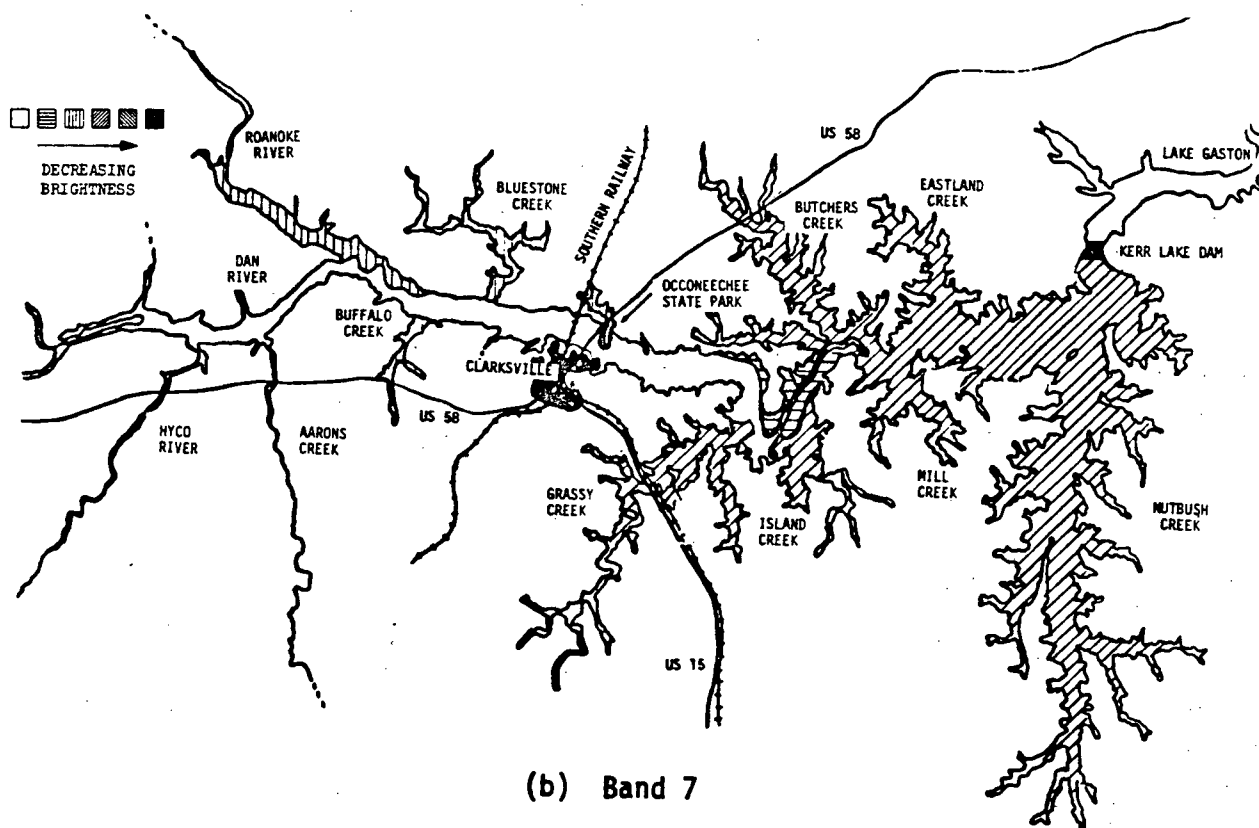 US 58
ROANOKE
RIVER
LAKE GASTON
DECREASING
BRIGHTNESS
BLUESTONE
CREEK
SOUTHERN RAILWAY
EASTLAND
CREEK
BUTCHERS
CREEK
KERR LAKE DAM
DAN
RIVER
OCCONEECHEE
STATE PARK
BUFFALO
CREEK
CLARKSVILLE
US 58
HYCO
RIVER
AARONS
CREEK
GRASSY
CREEK
ISLAND
CREEK
MILL
CREEK
NUTBUSH
CREEK
US 15
(b) Band 7